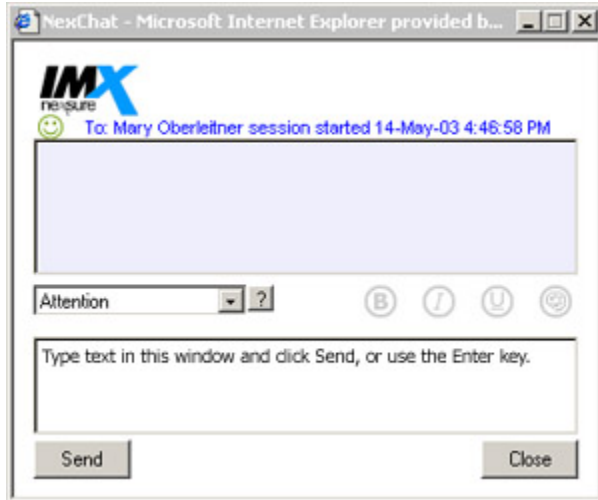 NexChat - Microsoft Internet Explorer provided b...
IMX
nexsure
To: Mary Oberleitner session started 14-May-03 4:46:58 PM
Attention ?
B I U
Type text in this window and click Send, or use the Enter key.
Send Close